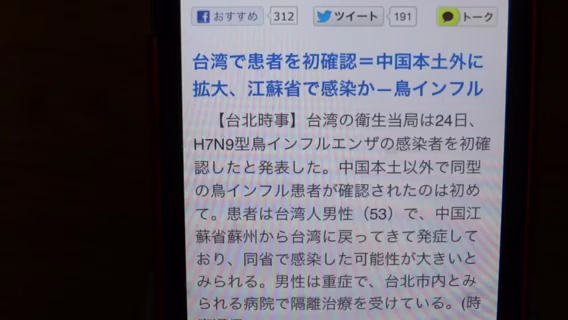 おすすめ 312 ツイート 191 トーク
台湾で患者を初確認＝中国本土外に
拡大、江蘇省で感染か―鳥インフル
【台北時事】台湾の衛生当局は24日、
H7N9型鳥インフルエンザの感染者を初確
認したと発表した。中国本土以外で同型
の鳥インフル患者が確認されたのは初め
て。患者は台湾人男性（53）で、中国江
蘇省蘇州から台湾に戻ってきて発症して
おり、同省で感染した可能性が大きいと
みられる。男性は重症で、台北市内とみ
られる病院で隔離治療を受けている。(時